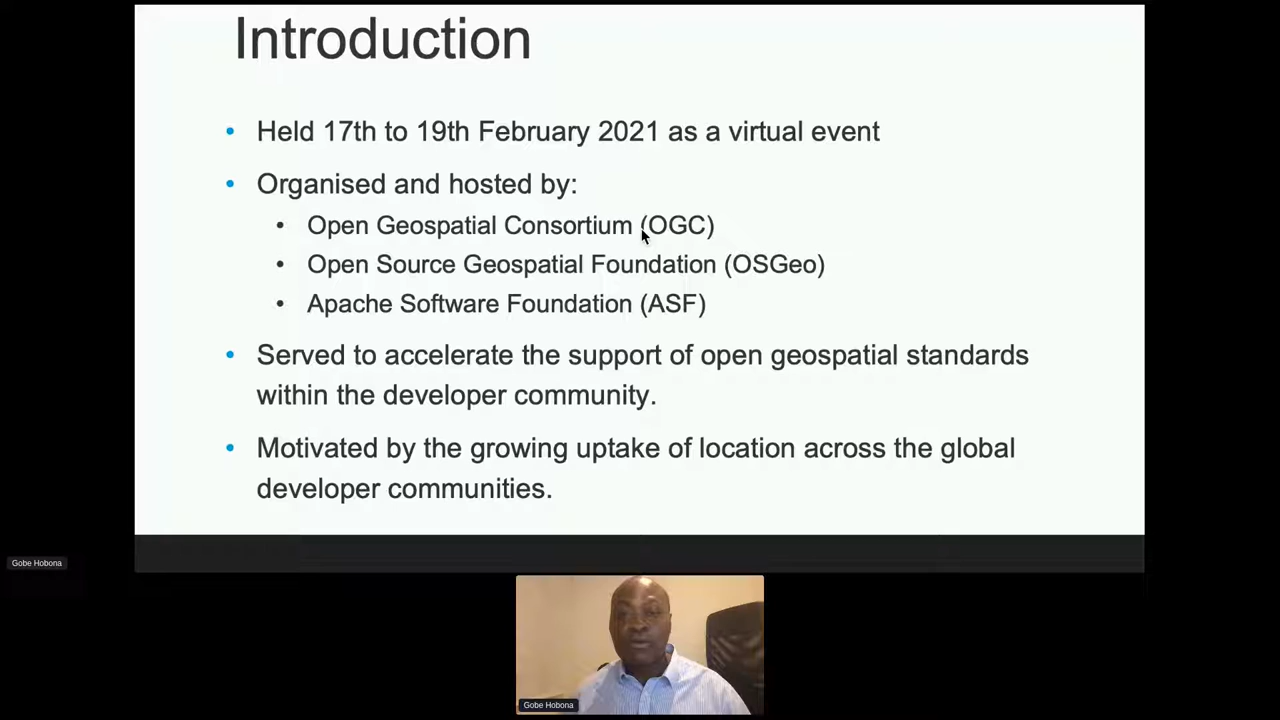 Introduction
• Held 17th to 19th February 2021 as a virtual event
• Organised and hosted by:
• Open Geospatial Consortium (OGC)
• Open Source Geospatial Foundation (OSGeo)
• Apache Software Foundation (ASF)
• Served to accelerate the support of open geospatial standards
within the developer community.
• Motivated by the growing uptake of location across the global
developer communities.
Gobe Hobona
Gobe Hobona